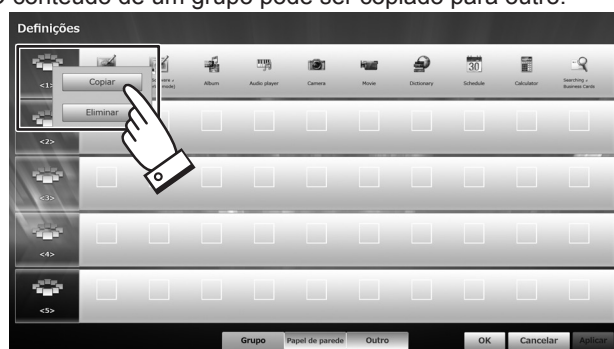 o conteúdo de um grupo pode ser copiado para outro.
Definições
<1>
Copiar
Album
Audio player
Camera
Movie
Dictionary
30
Schedule
Calculator
Searching +
Business Cards
Eliminar
<2>
<3>
<4>
<5>
Grupo
Papel de parede
Outro
OK
Cancelar
Aplicar